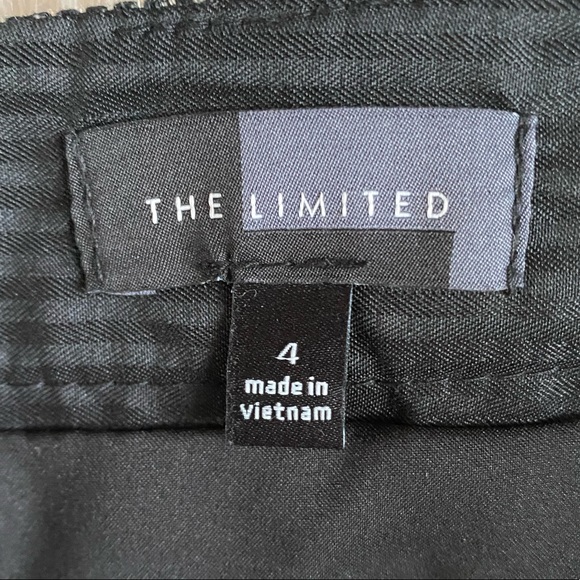 THE LIMITED
4
made in
vietnam